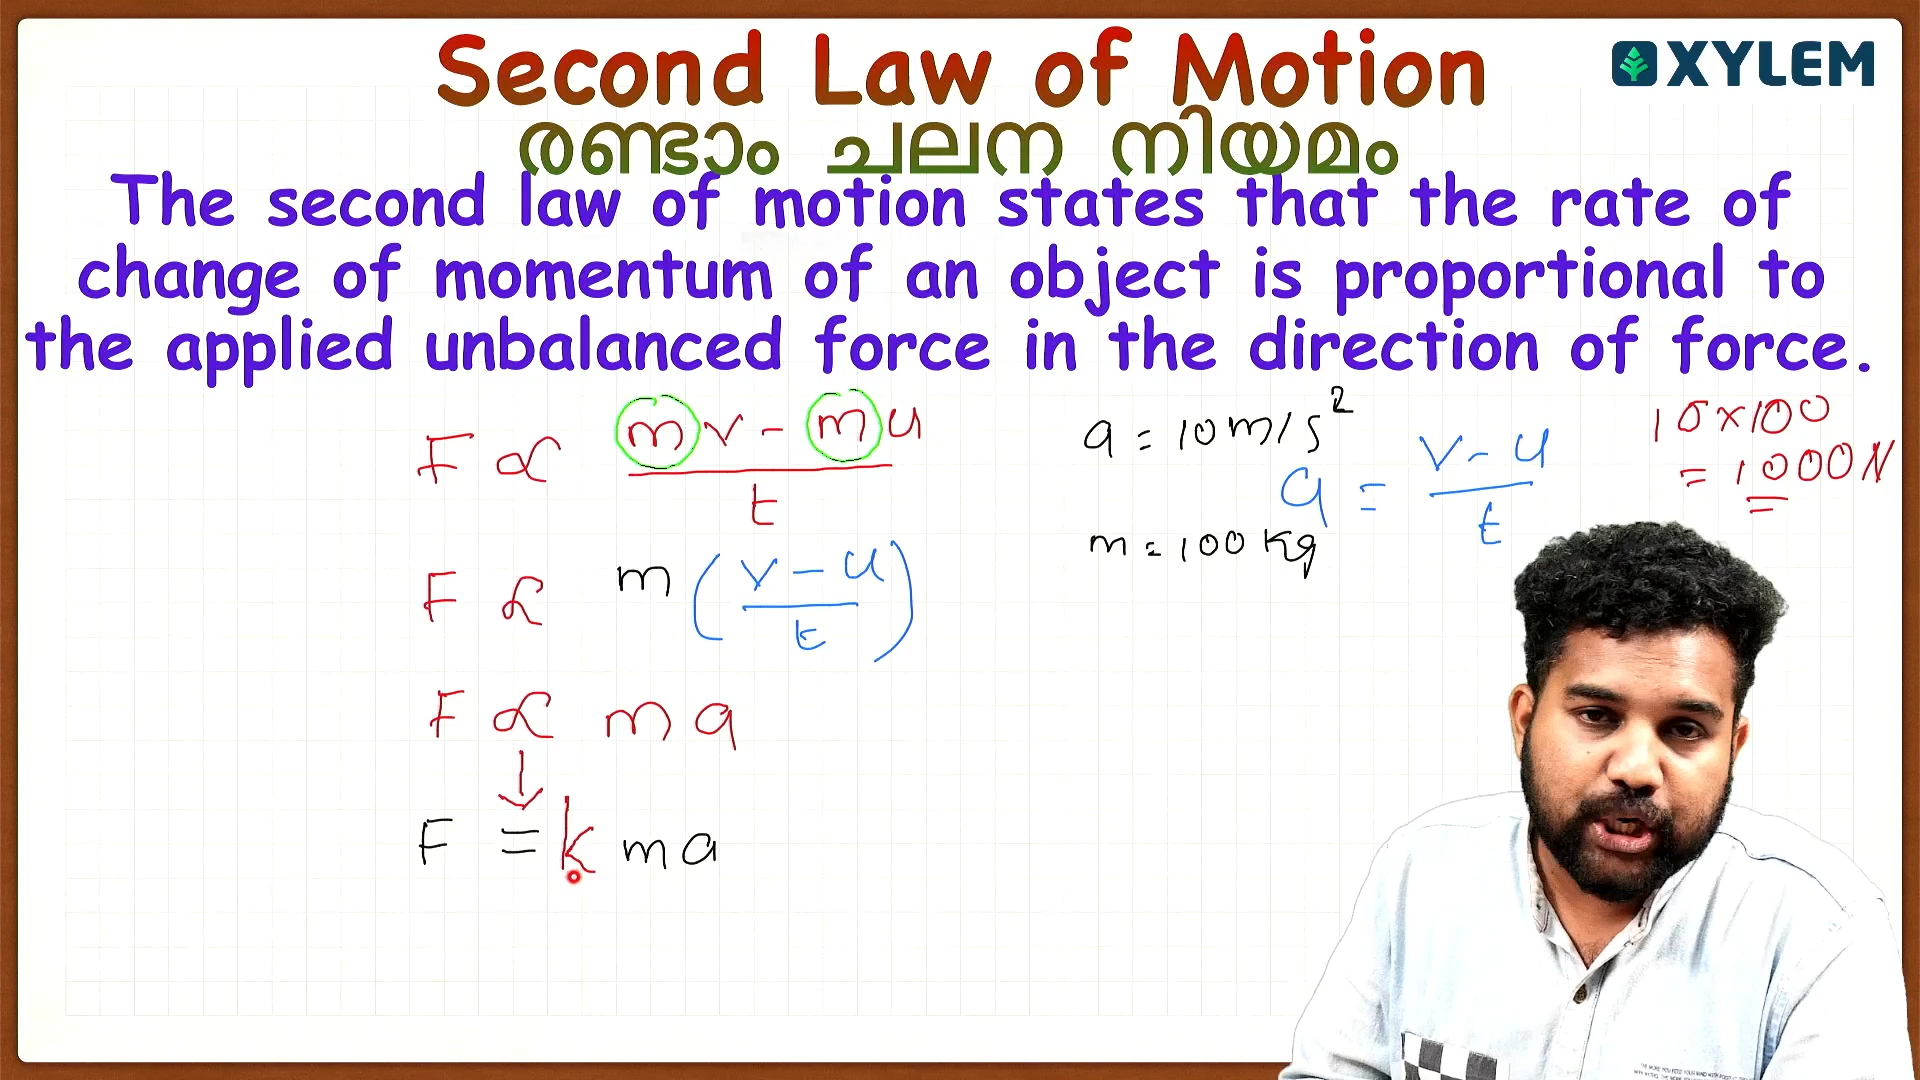 Second Law of Motion
XYLEM
രണ്ടാം ചലന നിയമം
The second law of motion states that the rate of
change of momentum of an object is proportional to
the applied unbalanced force in the direction of force.
F ∝ mv - mu
t
a = 10 m/s²
a = v - u
t
10 x 100
= 1000 N
m = 100 kg
F ∝ m ( v - u
t )
F ∝ m a
F = k m a